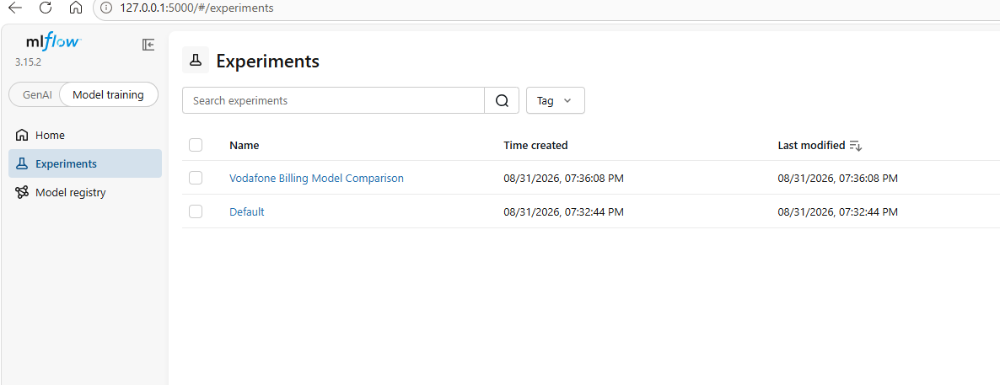 127.0.0.1:5000/#/experiments
mlflow
3.15.2
GenAI Model training
Home
Experiments
Model registry
Experiments
Search experiments Tag
Name Time created Last modified
Vodafone Billing Model Comparison 08/31/2026, 07:36:08 PM 08/31/2026, 07:36:08 PM
Default 08/31/2026, 07:32:44 PM 08/31/2026, 07:32:44 PM